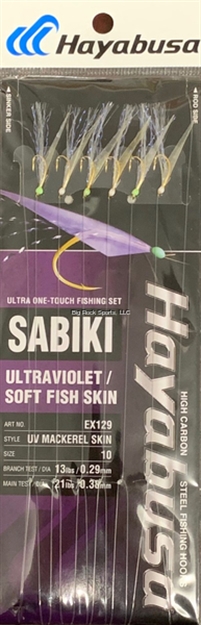 Hayabusa
SINKER SIDE
ROD SIDE
ULTRA ONE-TOUCH FISHING SET
Big Rock Sports, LLC
SABIKI
ULTRAVIOLET /
SOFT FISH SKIN
ART NO. EX129
STYLE UV MACKEREL SKIN
SIZE 10
BRANCH TEST / DIA 13lbs / 0.29mm
MAIN TEST / DIA 21lbs / 0.38mm
Hayabusa
HIGH CARBON
STEEL FISHING HOOKS